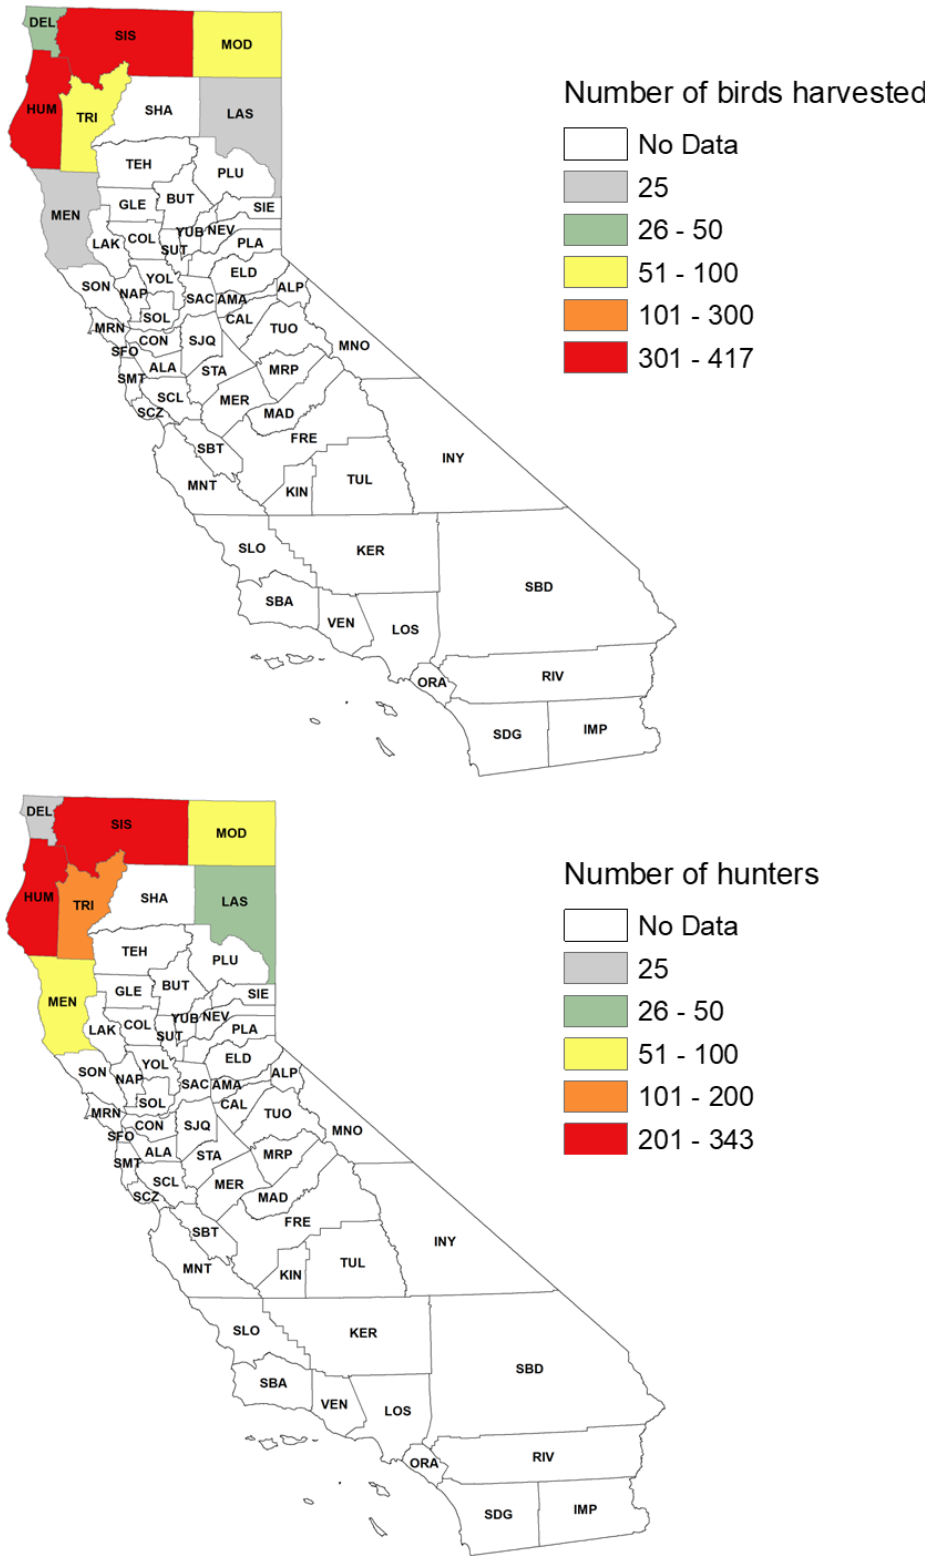 DEL
SIS
MOD
HUM
TRI
SHA
LAS
TEH
PLU
MEN
GLE
BUT
SIE
LAK
COL
YUB
NEV
SUT
PLA
SON
NAP
YOL
ELD
SAC
AMA
ALP
SOL
CAL
MRN
CON
SJQ
TUO
MNO
SFO
ALA
STA
MRP
SMT
SCL
MER
SCZ
MAD
SBT
FRE
INY
MNT
KIN
TUL
SLO
KER
SBD
SBA
VEN
LOS
ORA
RIV
SDG
IMP
Number of birds harvested
No Data
25
26 - 50
51 - 100
101 - 300
301 - 417
DEL
SIS
MOD
HUM
TRI
SHA
LAS
TEH
PLU
MEN
GLE
BUT
SIE
LAK
COL
YUB
NEV
SUT
PLA
SON
NAP
YOL
ELD
SAC
AMA
ALP
SOL
CAL
MRN
CON
SJQ
TUO
MNO
SFO
ALA
STA
MRP
SMT
SCL
MER
SCZ
MAD
SBT
FRE
INY
MNT
KIN
TUL
SLO
KER
SBD
SBA
VEN
LOS
ORA
RIV
SDG
IMP
Number of hunters
No Data
25
26 - 50
51 - 100
101 - 200
201 - 343